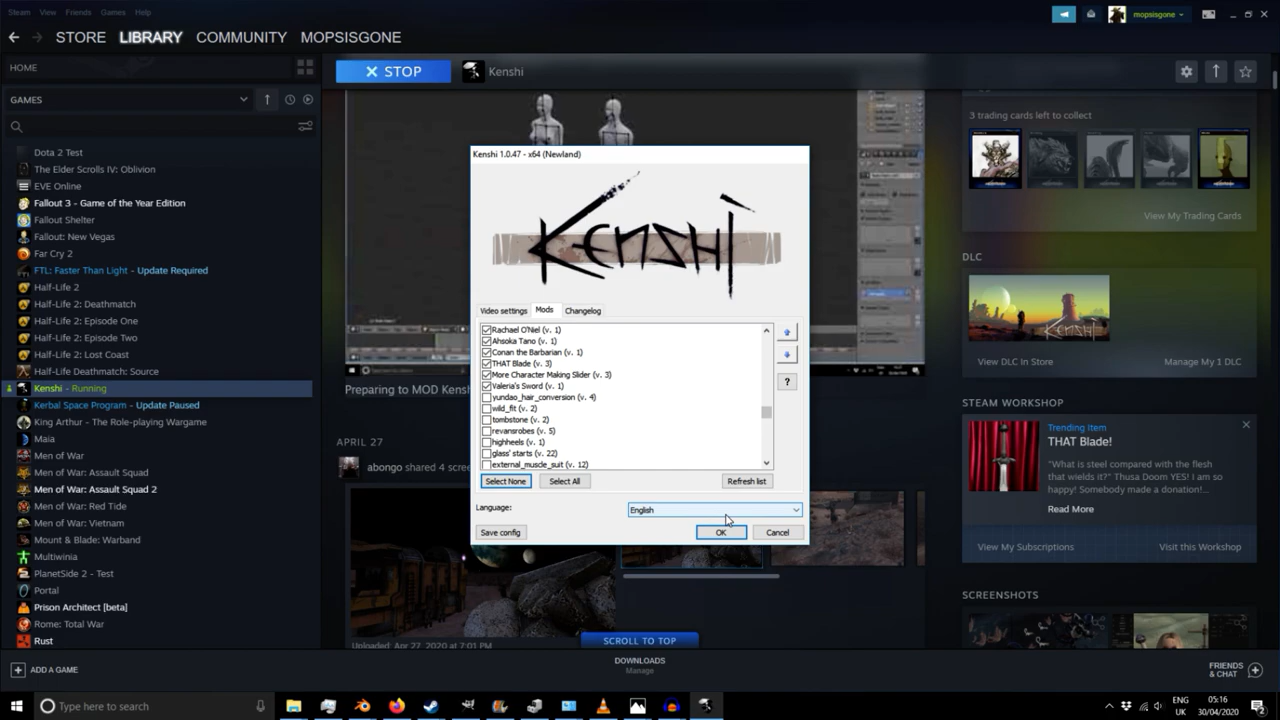 Steam View Friends Games Help
mopsisgone
STORE LIBRARY COMMUNITY MOPSISGONE
HOME
STOP
Kenshi
GAMES
Dota 2 Test
The Elder Scrolls IV: Oblivion
EVE Online
Fallout 3 - Game of the Year Edition
Fallout Shelter
Fallout: New Vegas
Far Cry 2
FTL: Faster Than Light - Update Required
Half-Life 2
Half-Life 2: Deathmatch
Half-Life 2: Episode One
Half-Life 2: Episode Two
Half-Life 2: Lost Coast
Half-Life Deathmatch: Source
Kenshi - Running
Kerbal Space Program - Update Paused
King Arthur - The Role-playing Wargame
Maia
Men of War
Men of War: Assault Squad
Men of War: Assault Squad 2
Men of War: Red Tide
Men of War: Vietnam
Mount & Blade: Warband
Multiwinia
PlanetSide 2 - Test
Portal
Prison Architect [beta]
Rome: Total War
Rust
ADD A GAME
Preparing to MOD Kensh
APRIL 27
abongo shared 4 scree
Uploaded: Apr 27, 2020 at 7:01 PM
Kenshi 1.0.47 - x64 (Newland)
KENSHI
Video settings Mods Changelog
Rachael O'Niel (v. 1)
Ahsoka Tano (v. 1)
Conan the Barbarian (v. 1)
THAT Blade (v. 3)
More Character Making Slider (v. 3)
Valeria's Sword (v. 1)
yundao_hair_conversion (v. 4)
wild_fit (v. 2)
tombstone (v. 2)
revansrobes (v. 5)
highheels (v. 1)
glass' starts (v. 22)
external_muscle_suit (v. 12)
?
Select None Select All Refresh list
Language: English
Save config OK Cancel
SCROLL TO TOP
DOWNLOADS
Manage
3 trading cards left to collect
View My Trading Cards
DLC
KENSHI
View DLC In Store Manage My 1 DLC
STEAM WORKSHOP
Trending Item
THAT Blade!
"What is steel compared with the flesh
that wields it?" Thusa Doom YES! I am so
happy! Somebody made a donation!
Read More
View My Subscriptions Visit this Workshop
SCREENSHOTS
FRIENDS
& CHAT
Type here to search
ENG
UK
05:16
30/04/2020
2